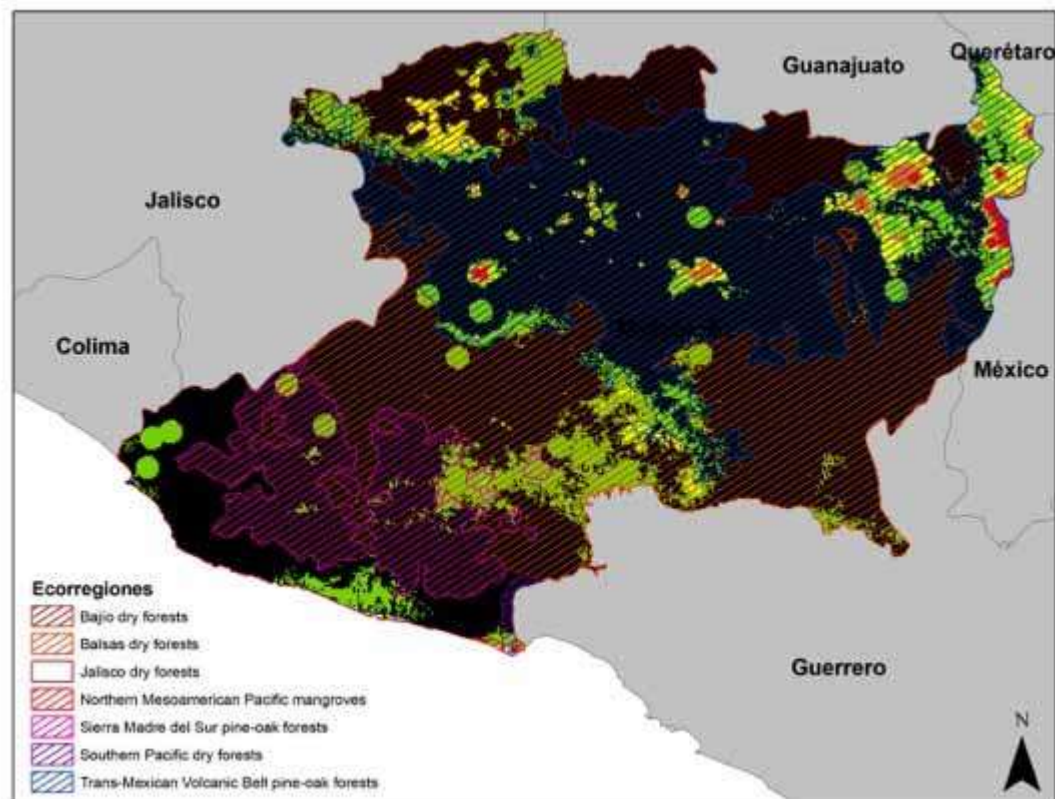 Querétaro
Guanajuato
Jalisco
Colima
México
Guerrero
N
Ecorregiones
Bajío dry forests
Balsas dry forests
Jalisco dry forests
Northern Mesoamerican Pacific mangroves
Sierra Madre del Sur pine-oak forests
Southern Pacific dry forests
Trans-Mexican Volcanic Belt pine-oak forests